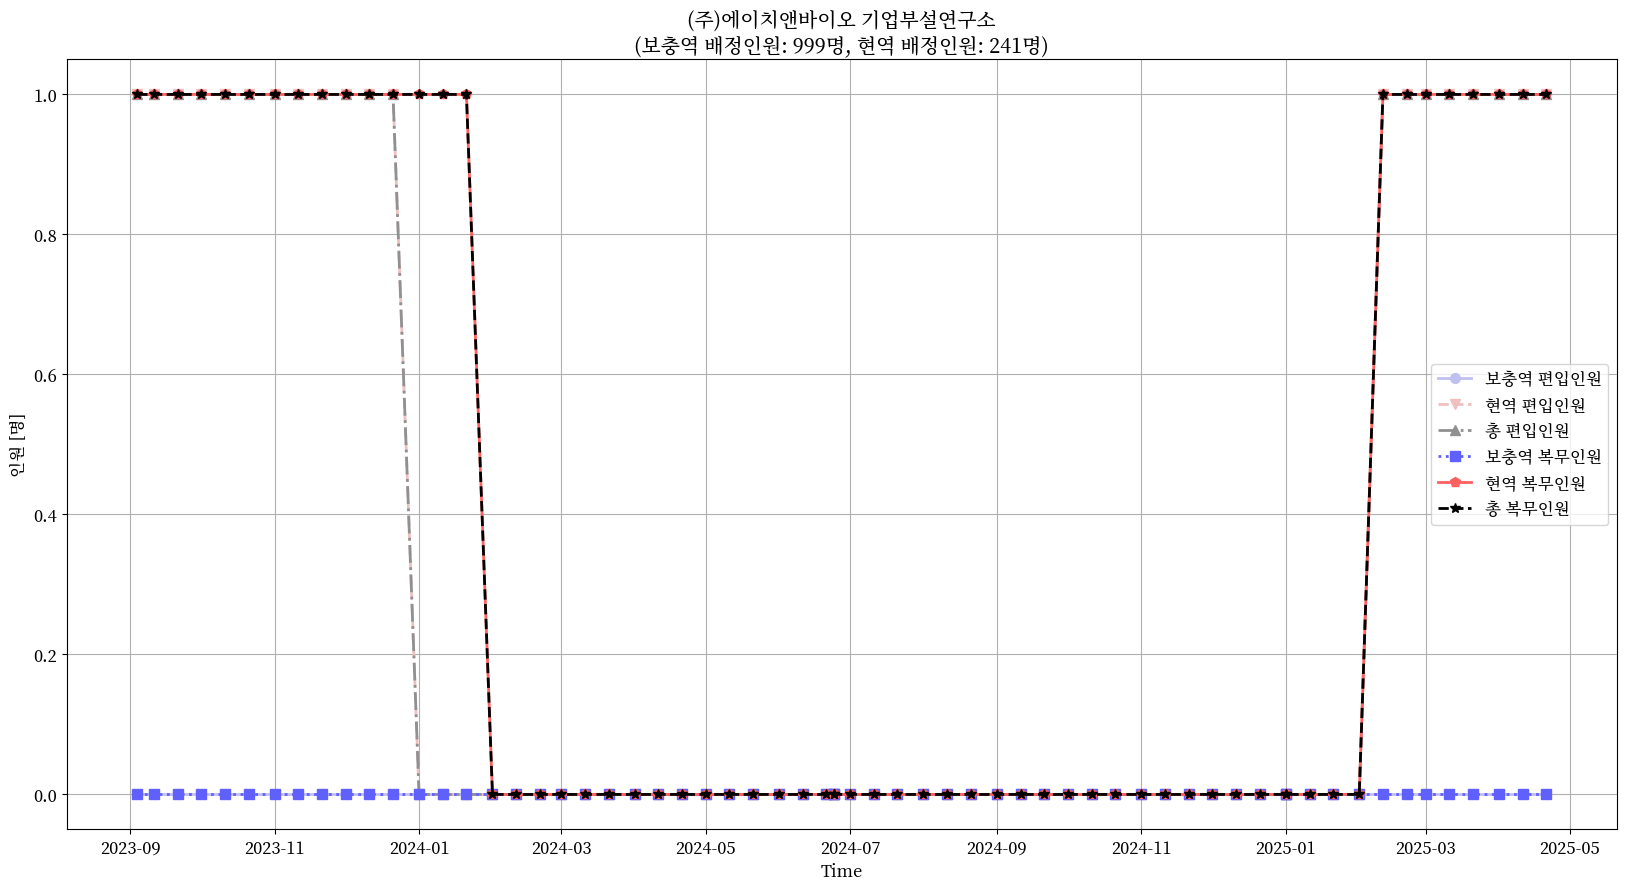 (주)에이치앤바이오 기업부설연구소
(보충역 배정인원: 999명, 현역 배정인원: 241명)
인원 [명]
1.0
0.8
0.6
0.4
0.2
0.0
보충역 편입인원
현역 편입인원
총 편입인원
보충역 복무인원
현역 복무인원
총 복무인원
2023-09 2023-11 2024-01 2024-03 2024-05 2024-07 2024-09 2024-11 2025-01 2025-03 2025-05
Time